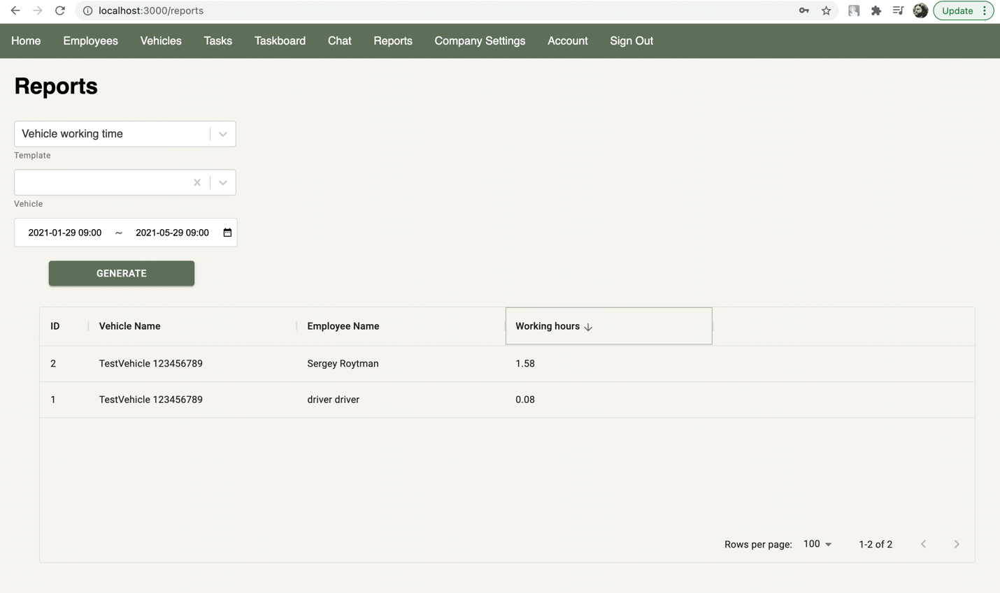 localhost:3000/reports
Update
Home Employees Vehicles Tasks Taskboard Chat Reports Company Settings Account Sign Out
Reports
Vehicle working time
Template
Vehicle
2021-01-29 09:00 ~ 2021-05-29 09:00
GENERATE
ID Vehicle Name Employee Name Working hours
2 TestVehicle 123456789 Sergey Roytman 1.58
1 TestVehicle 123456789 driver driver 0.08
Rows per page: 100 1-2 of 2